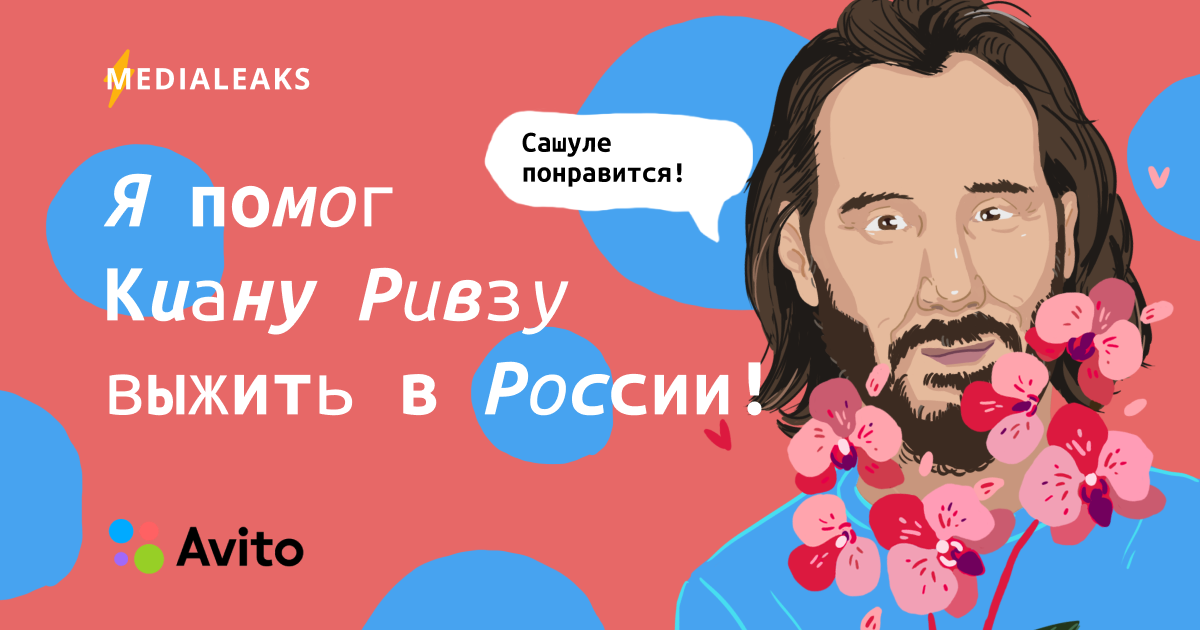 MEDIALEAKS
Сашуле
понравится!
Я помог
Киану Ривзу
выжить в России!
Avito